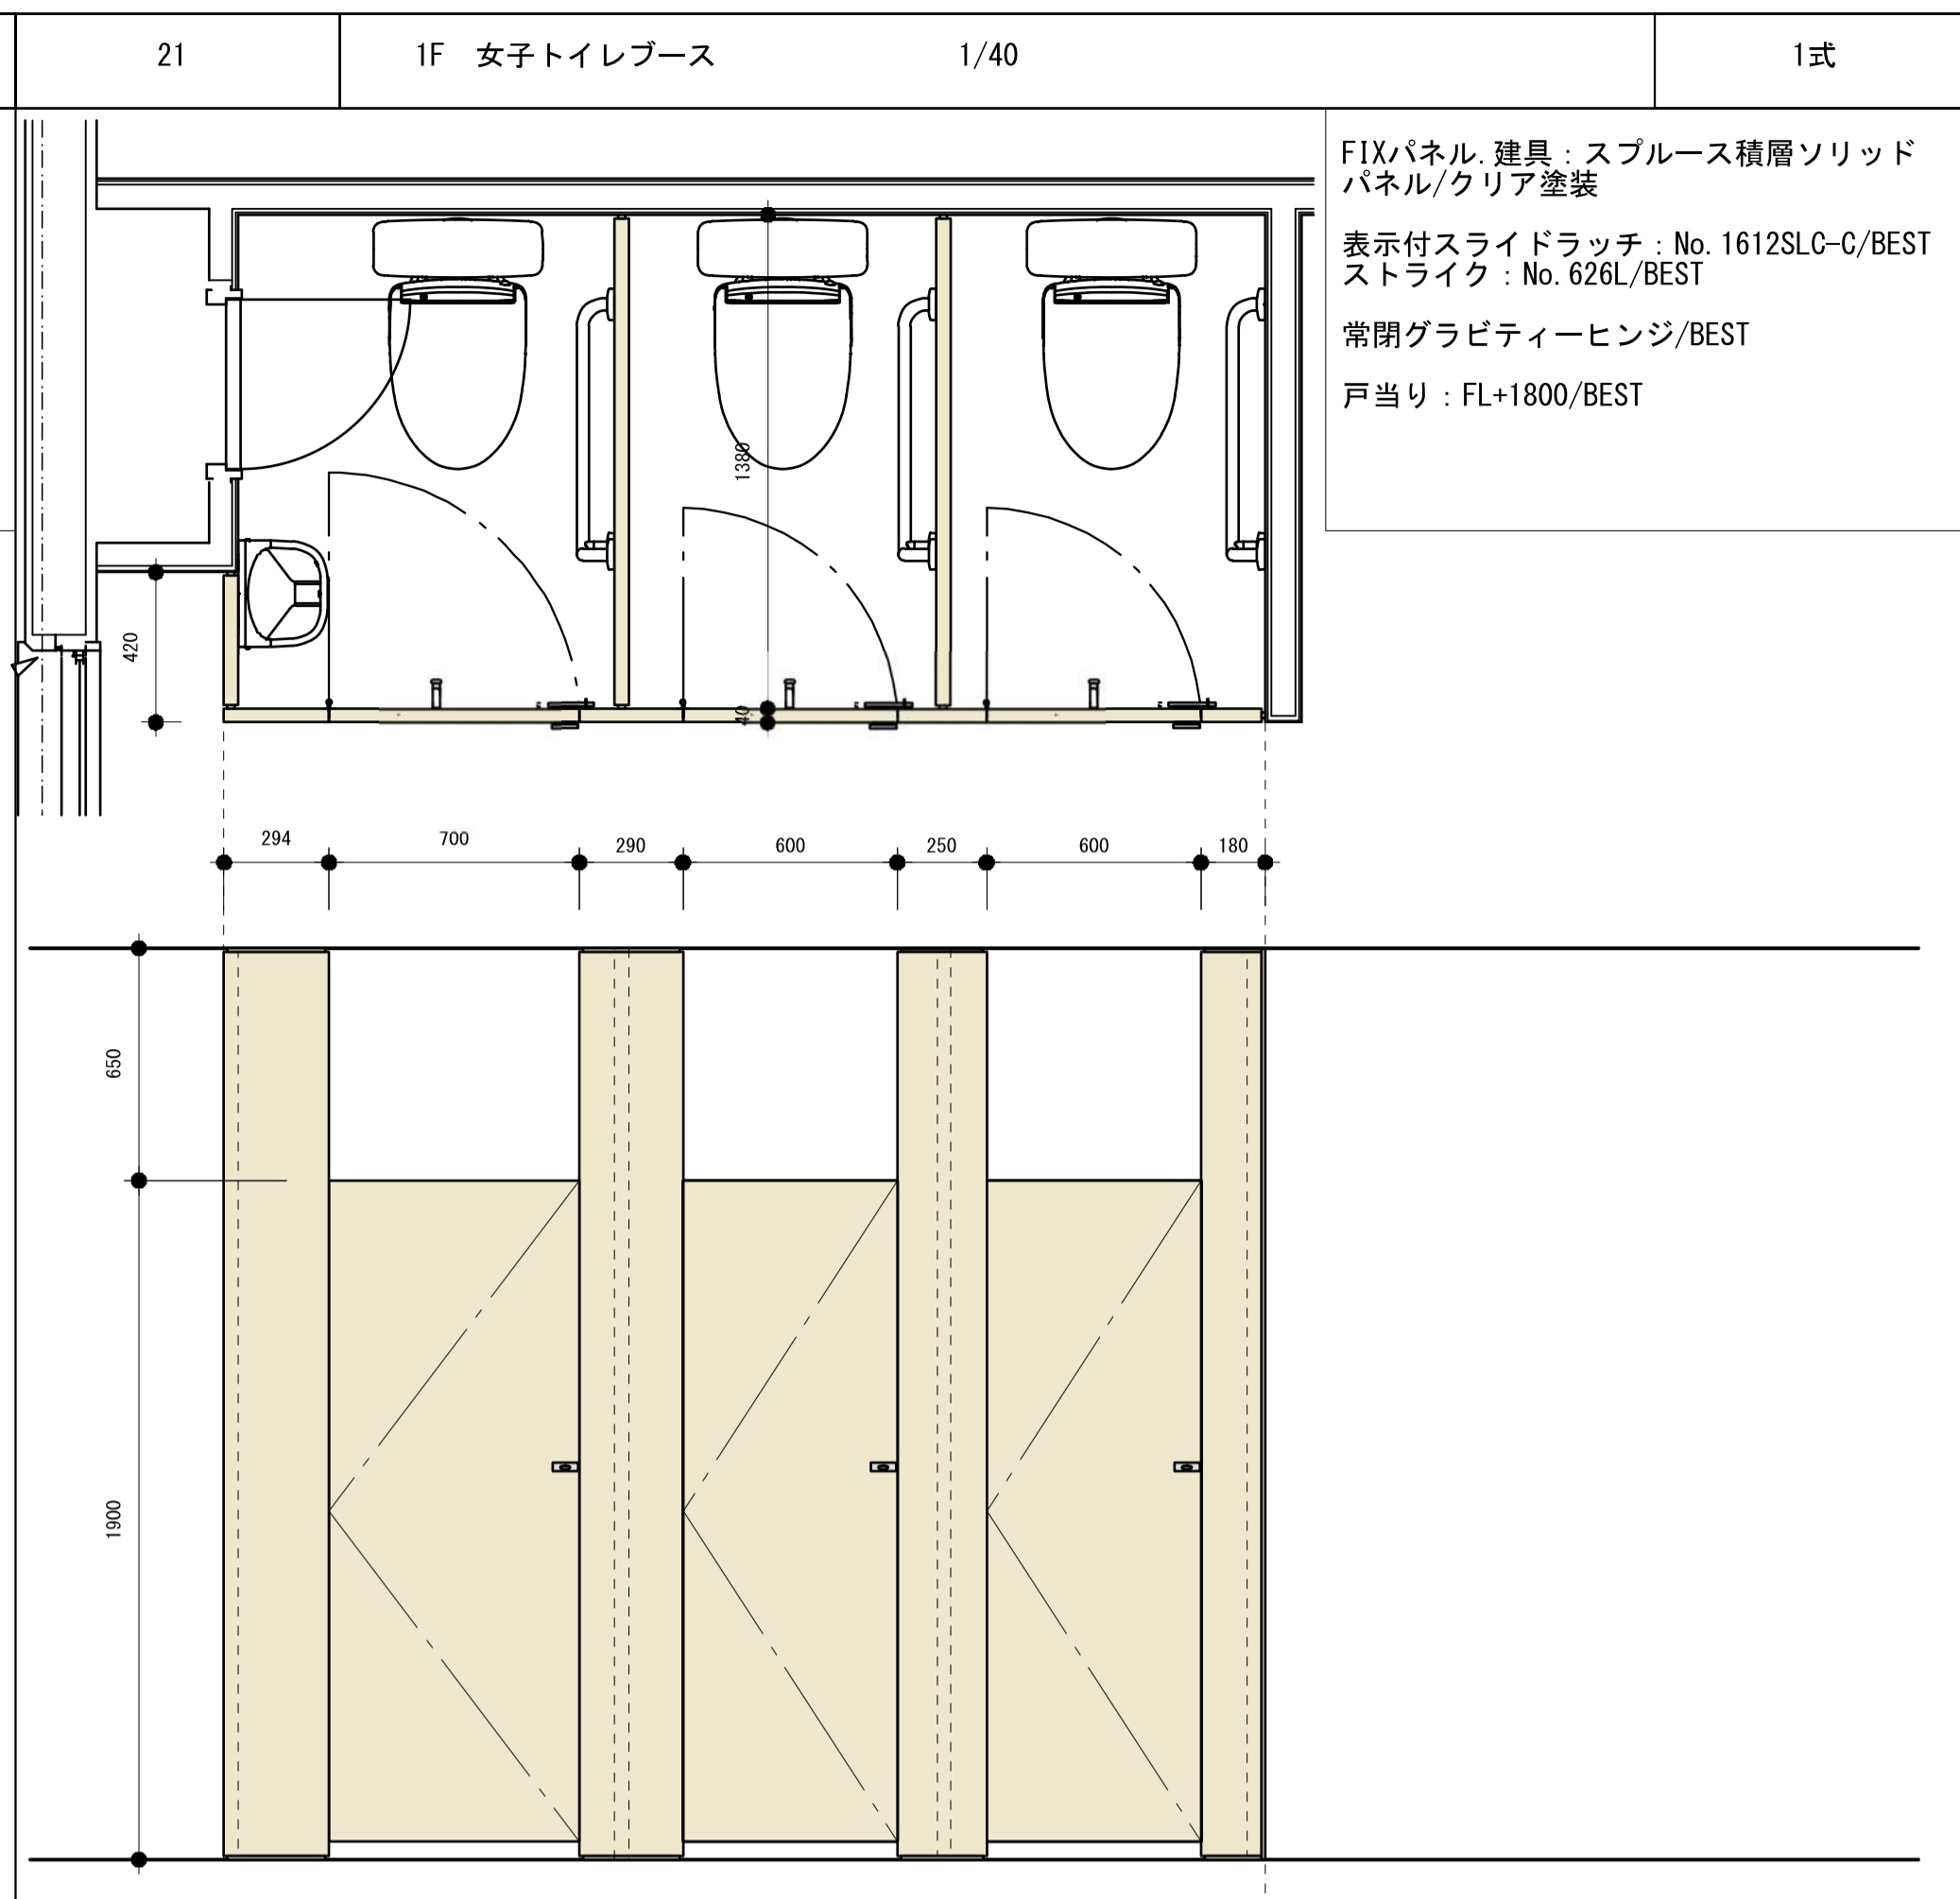 21
1F 女子トイレブース
1/40
1式
FIXパネル.建具：スプルース積層ソリッド
パネル/クリア塗装
表示付スライドラッチ：No.1612SLC-C/BEST
ストライク：No.626L/BEST
常閉グラビティーヒンジ/BEST
戸当り：FL+1800/BEST
1380
420
40
294
700
290
600
250
600
180
650
1900